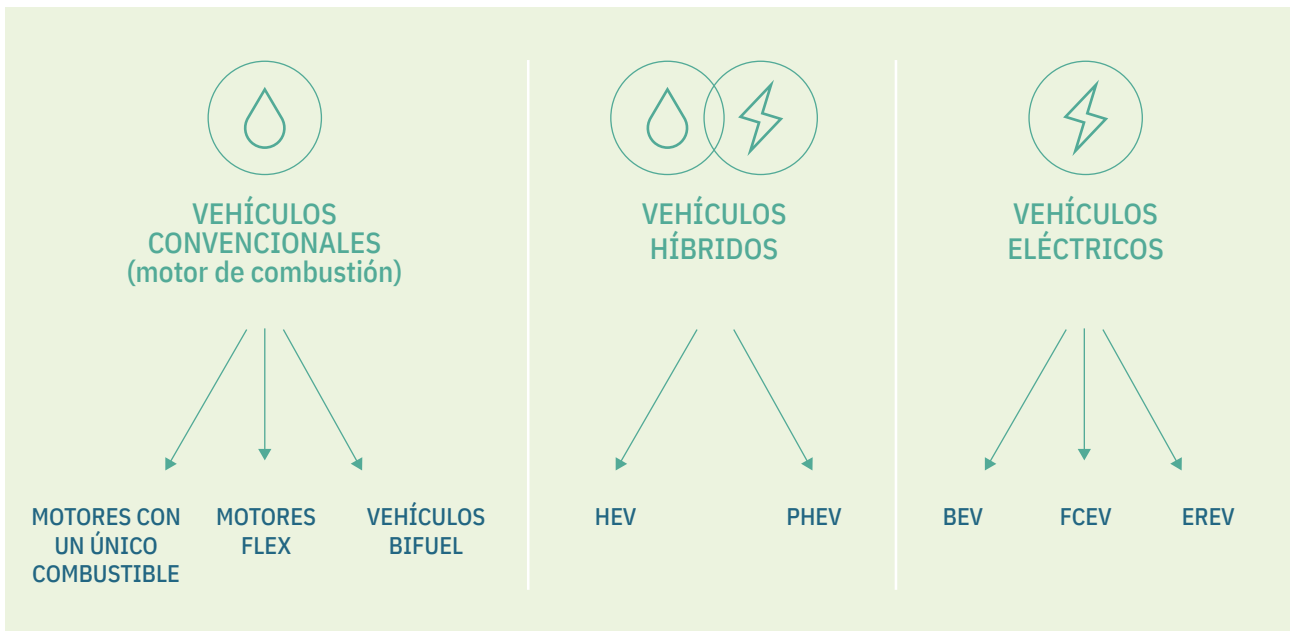 VEHÍCULOS
CONVENCIONALES
(motor de combustión)
VEHÍCULOS
HÍBRIDOS
VEHÍCULOS
ELÉCTRICOS
MOTORES CON
UN ÚNICO
COMBUSTIBLE
MOTORES
FLEX
VEHÍCULOS
BIFUEL
HEV
PHEV
BEV
FCEV
EREV